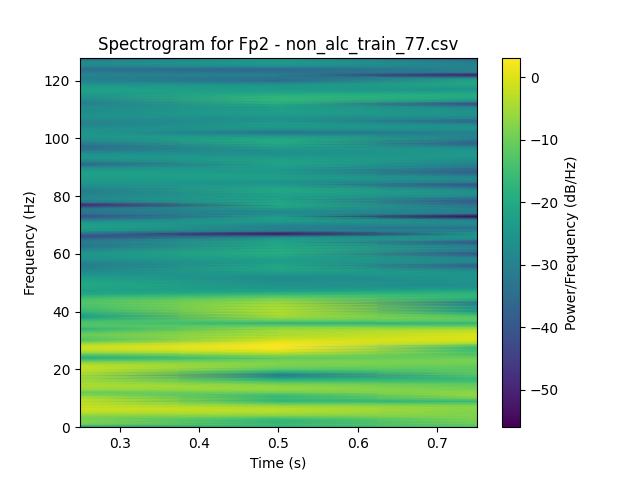 Spectrogram for Fp2 - non_alc_train_77.csv
120
100
80
60
40
20
0
Frequency (Hz)
0.3 0.4 0.5 0.6 0.7
Time (s)
0
−10
−20
−30
−40
−50
Power/Frequency (dB/Hz)